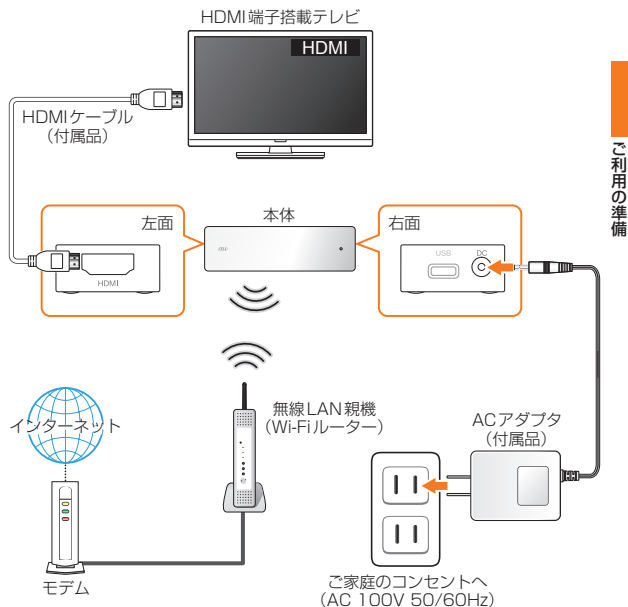 HDMI端子搭載テレビ
HDMI
HDMIケーブル
(付属品)
ご利用の準備
左面
本体
右面
au
HDMI
USB
DC
インターネット
無線LAN親機
(Wi-Fiルーター)
ACアダプタ
(付属品)
モデム
ご家庭のコンセントへ
(AC 100V 50/60Hz)